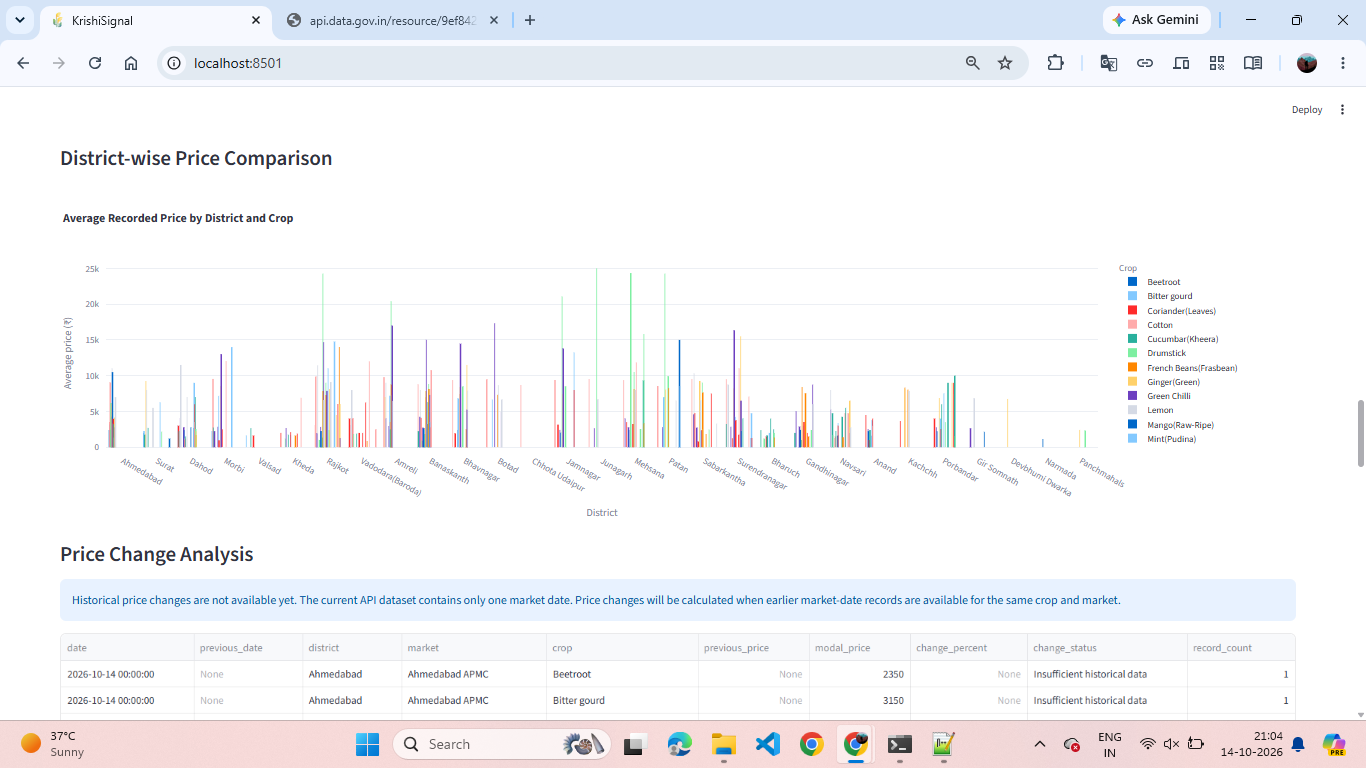 KrishiSignal
api.data.gov.in/resource/9ef842
Ask Gemini
localhost:8501
Deploy
District-wise Price Comparison
Average Recorded Price by District and Crop
Average price (₹)
25k
20k
15k
10k
5k
0
Ahmedabad
Surat
Dahod
Morbi
Valsad
Kheda
Rajkot
Vadodara(Baroda)
Amreli
Banaskanth
Bhavnagar
Botad
Chhota Udaipur
Jamnagar
Junagarh
Mehsana
Patan
Sabarkantha
Surendranagar
Bharuch
Gandhinagar
Navsari
Anand
Kachchh
Porbandar
Gir Somnath
Devbhumi Dwarka
Narmada
Panchmahals
District
Crop
Beetroot
Bitter gourd
Coriander(Leaves)
Cotton
Cucumbar(Kheera)
Drumstick
French Beans(Frasbean)
Ginger(Green)
Green Chilli
Lemon
Mango(Raw-Ripe)
Mint(Pudina)
Price Change Analysis
Historical price changes are not available yet. The current API dataset contains only one market date. Price changes will be calculated when earlier market-date records are available for the same crop and market.
date previous_date district market crop previous_price modal_price change_percent change_status record_count
2026-10-14 00:00:00 None Ahmedabad Ahmedabad APMC Beetroot None 2350 None Insufficient historical data 1
2026-10-14 00:00:00 None Ahmedabad Ahmedabad APMC Bitter gourd None 3150 None Insufficient historical data 1
37°C
Sunny
Search
PRE
ENG
IN
21:04
14-10-2026